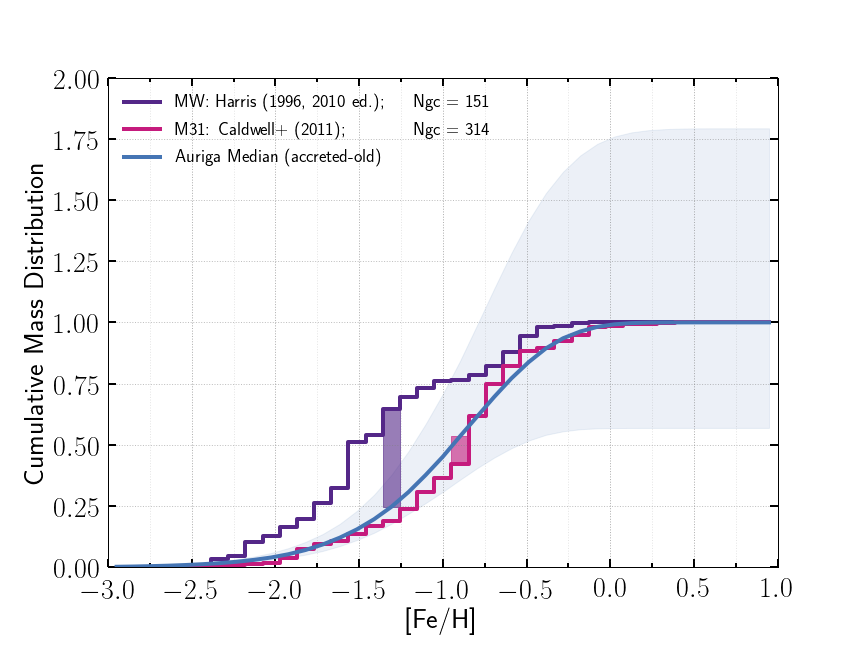 MW: Harris (1996, 2010 ed.); Ngc = 151
M31: Caldwell+ (2011); Ngc = 314
Auriga Median (accreted-old)
Cumulative Mass Distribution
2.00
1.75
1.50
1.25
1.00
0.75
0.50
0.25
0.00
−3.0 −2.5 −2.0 −1.5 −1.0 −0.5 0.0 0.5 1.0
[Fe/H]